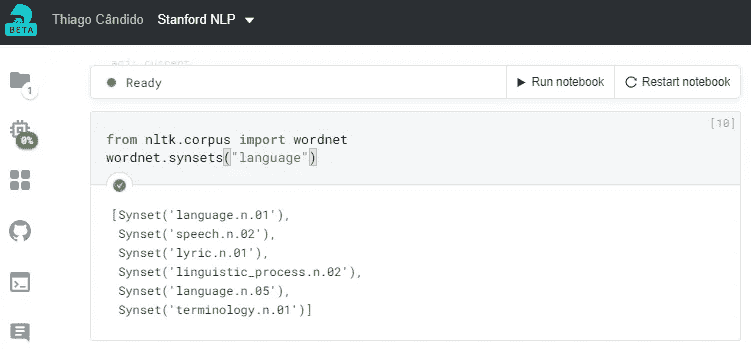 BETA
Thiago Cândido Stanford NLP
1
Ready
Run notebook
Restart notebook
0%
[10]
from nltk.corpus import wordnet
wordnet.synsets("language")
[Synset('language.n.01'),
Synset('speech.n.02'),
Synset('lyric.n.01'),
Synset('linguistic_process.n.02'),
Synset('language.n.05'),
Synset('terminology.n.01')]